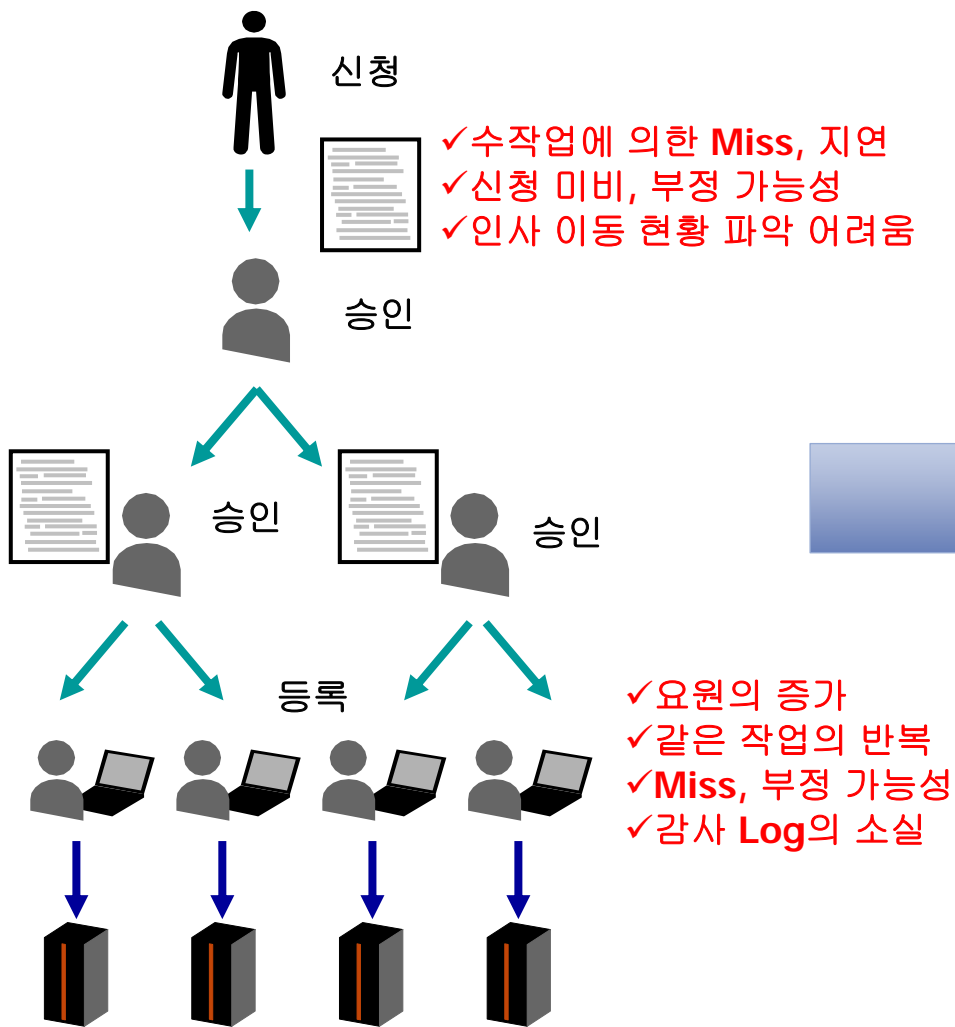 신청
✓수작업에 의한 Miss, 지연
✓신청 미비, 부정 가능성
✓인사 이동 현황 파악 어려움
승인
승인
승인
등록
✓요원의 증가
✓같은 작업의 반복
✓Miss, 부정 가능성
✓감사 Log의 소실